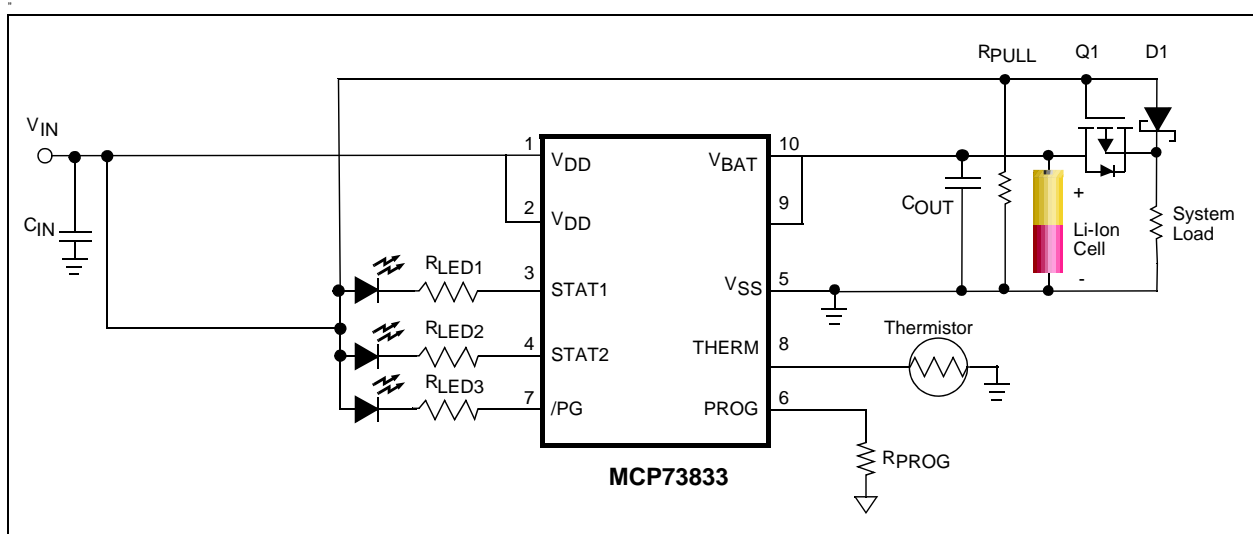 "
RPULL Q1 D1
VIN
1 VDD VBAT 10
2 VDD 9
CIN
COUT
+
Li-Ion
Cell
-
System
Load
RLED1 3 STAT1 VSS 5
RLED2 4 STAT2 THERM 8
Thermistor
RLED3 7 /PG PROG 6
RPROG
MCP73833